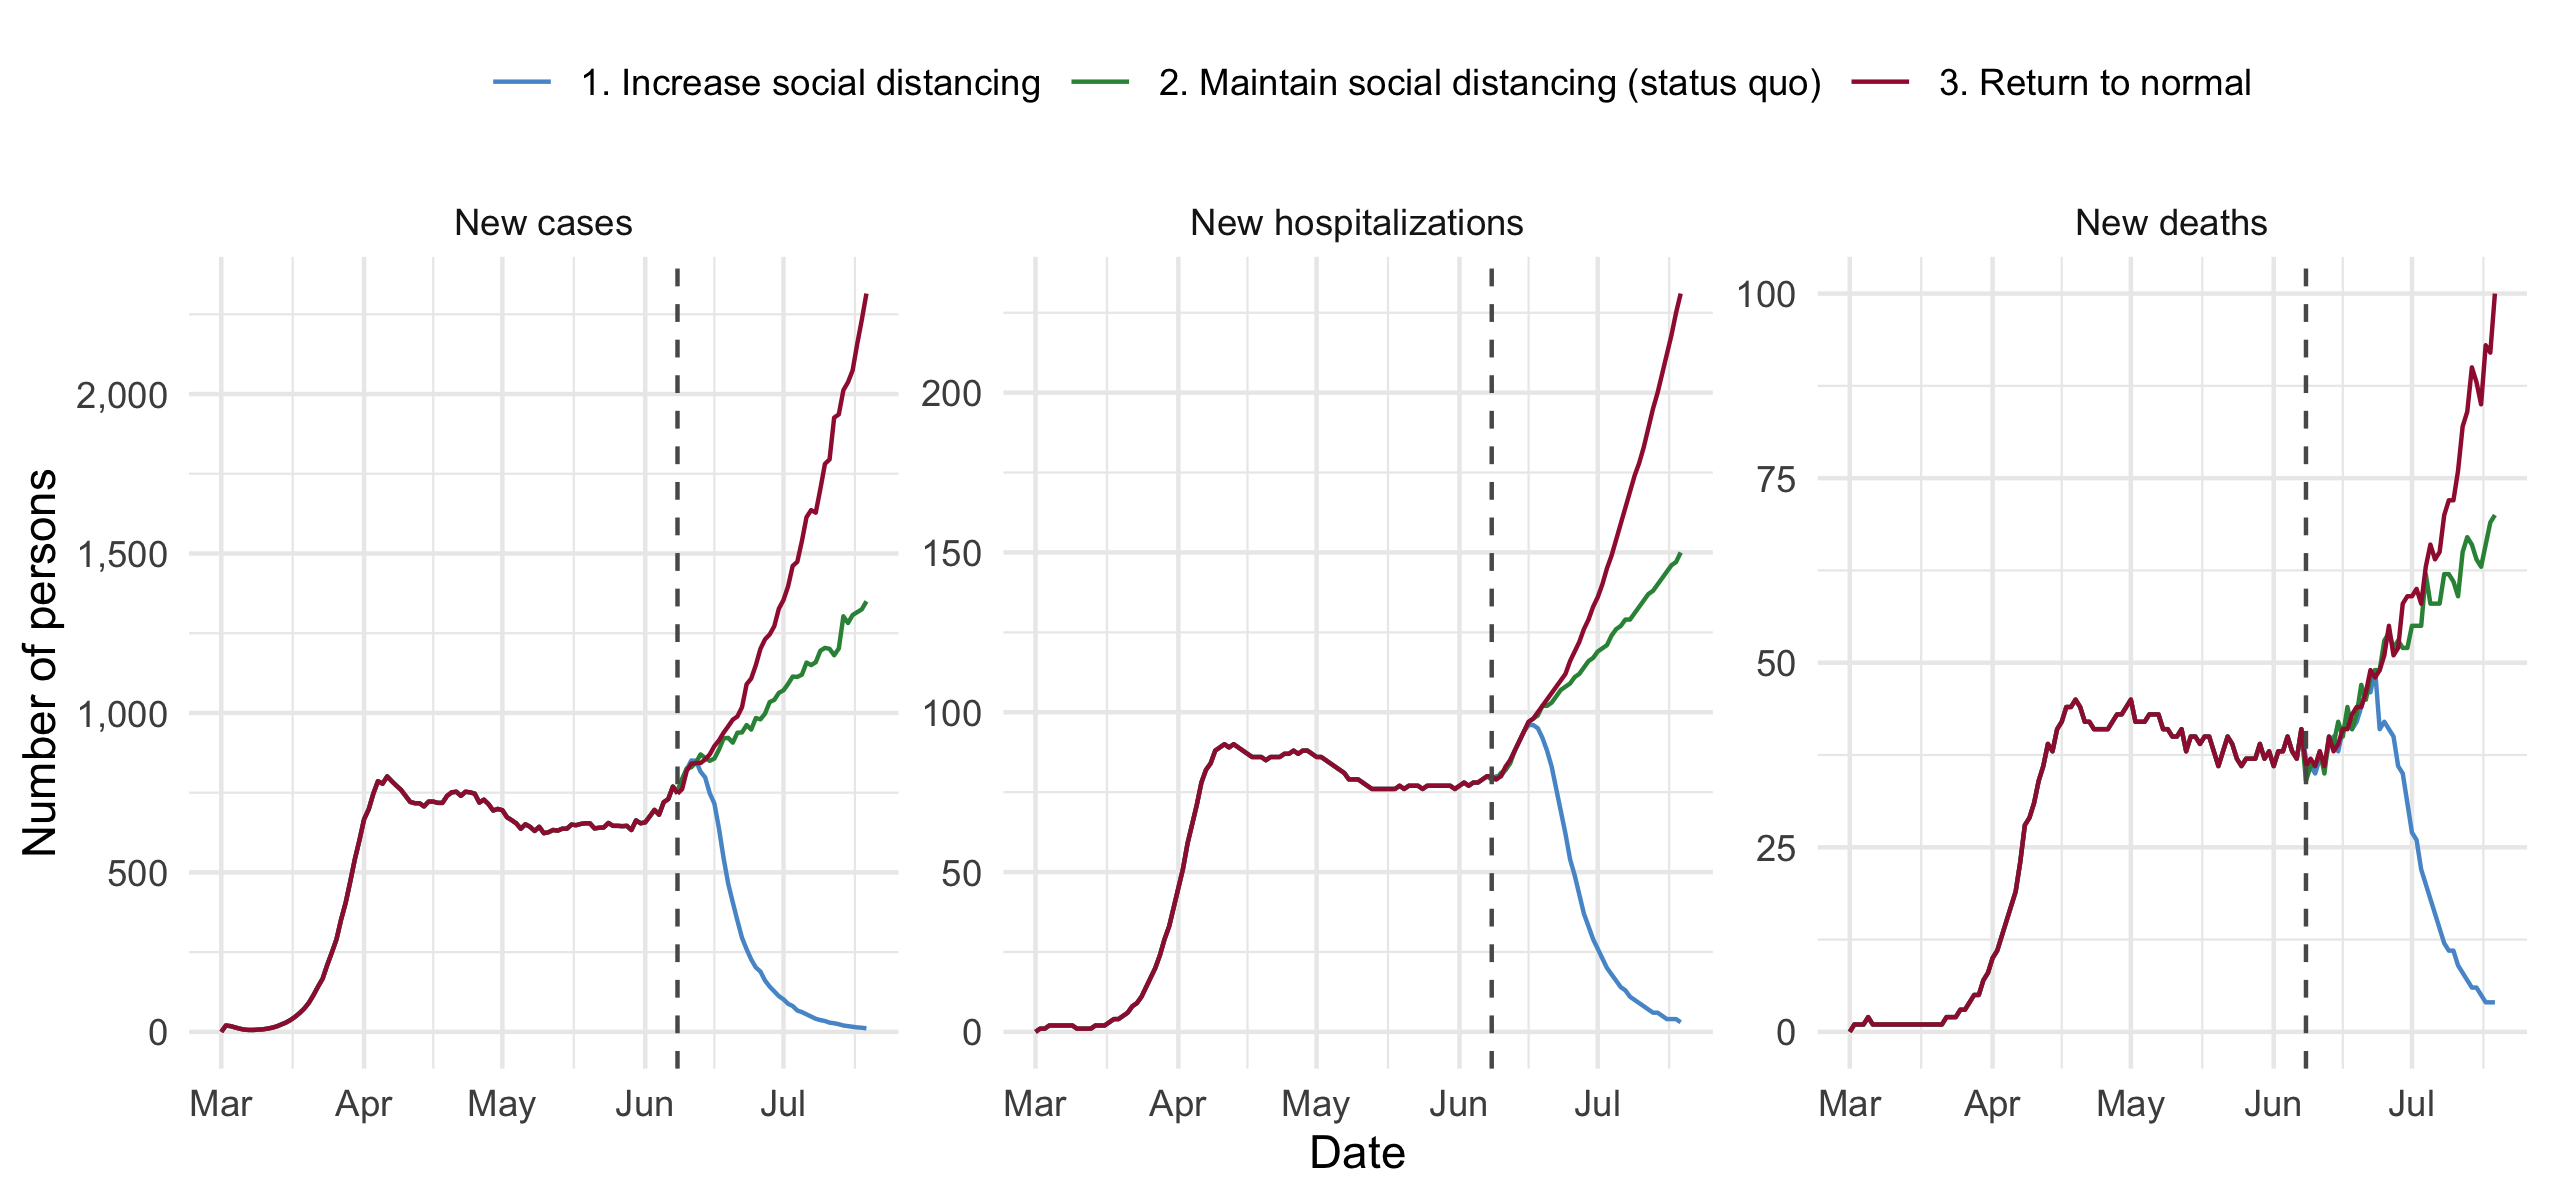 1. Increase social distancing 2. Maintain social distancing (status quo) 3. Return to normal
New cases New hospitalizations New deaths
Number of persons
2,000
1,500
1,000
500
0
Mar Apr May Jun Jul
200
150
100
50
0
Mar Apr May Jun Jul
100
75
50
25
0
Mar Apr May Jun Jul
Date